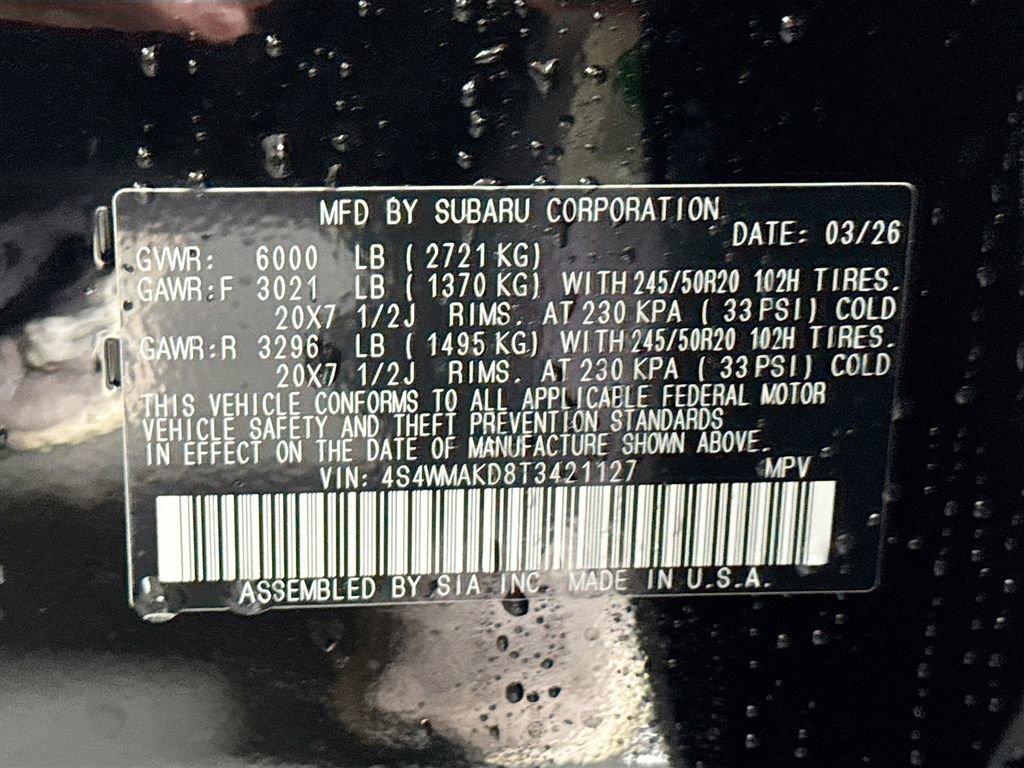 MFD BY SUBARU CORPORATION
DATE: 03/26
GVWR: 6000 LB ( 2721 KG)
GAWR:F 3021 LB ( 1370 KG) WITH 245/50R20 102H TIRES.
20X7 1/2J RIMS. AT 230 KPA ( 33 PSI) COLD
GAWR:R 3296 LB ( 1495 KG) WITH 245/50R20 102H TIRES.
20X7 1/2J RIMS. AT 230 KPA ( 33 PSI) COLD
THIS VEHICLE CONFORMS TO ALL APPLICABLE FEDERAL MOTOR
VEHICLE SAFETY AND THEFT PREVENTION STANDARDS
IN EFFECT ON THE DATE OF MANUFACTURE SHOWN ABOVE.
VIN: 4S4WMAKD8T3421127 MPV
ASSEMBLED BY SIA INC. MADE IN U.S.A.